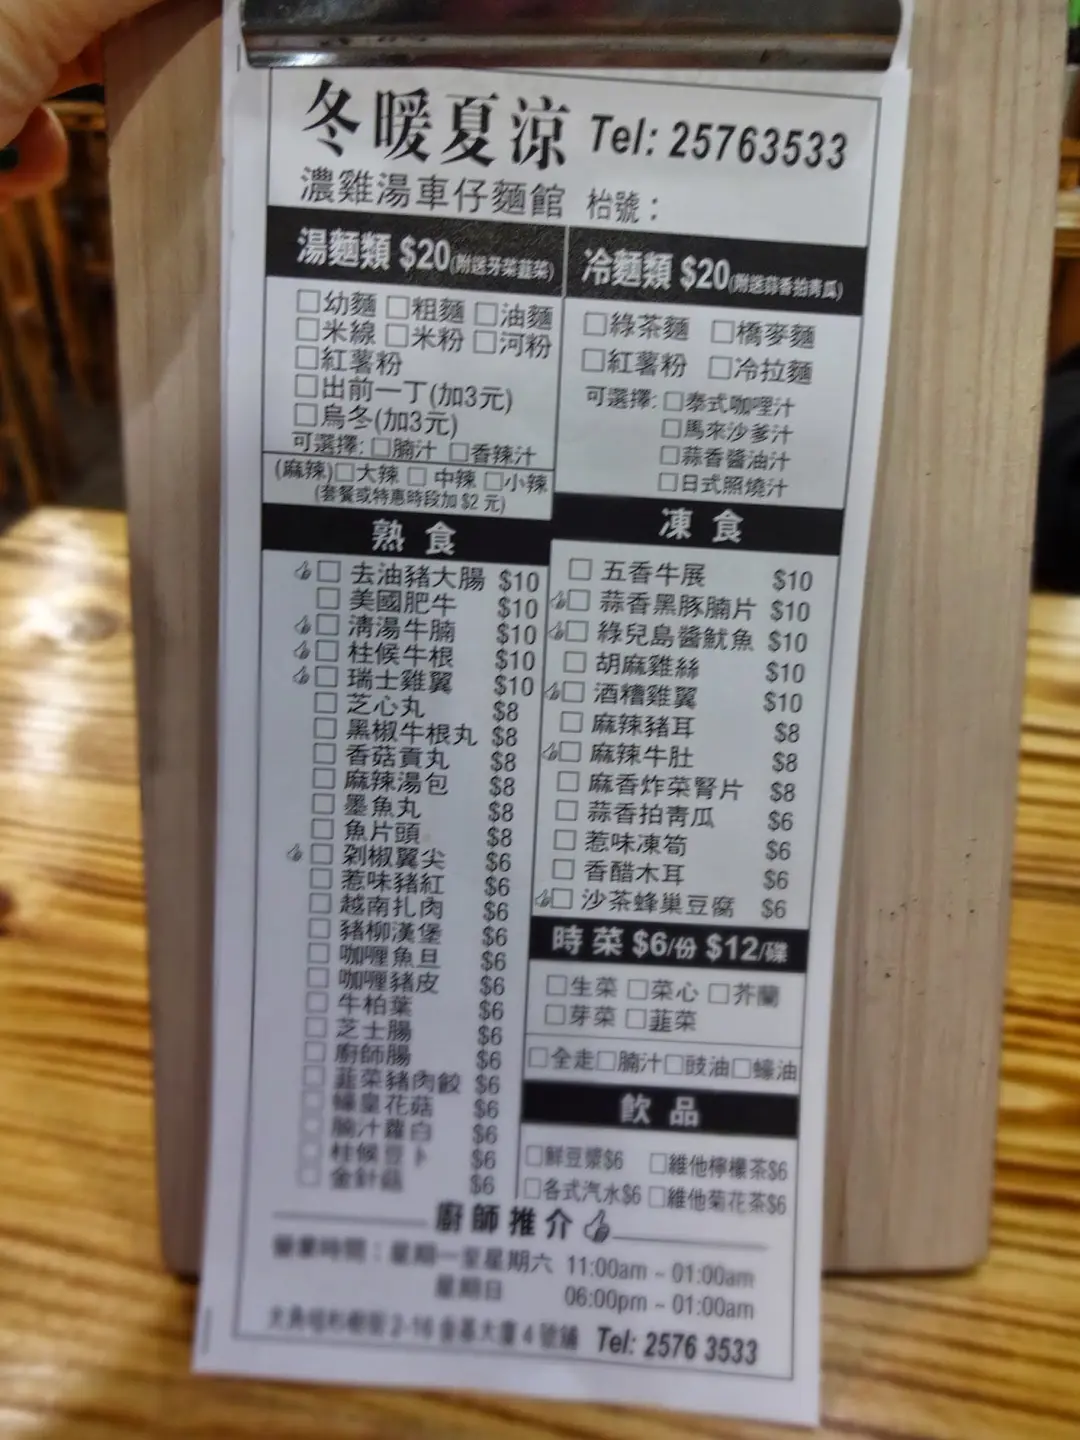 冬暖夏涼 Tel: 25763533
濃雞湯車仔麵館 枱號：
湯麵類 $20(附送牙菜韮菜)
□幼麵 □粗麵 □油麵
□米線 □米粉 □河粉
□紅薯粉
□出前一丁(加3元)
□烏冬(加3元)
可選擇: □腩汁 □香辣汁
(麻辣)□大辣 □中辣 □小辣
(套餐或特惠時段加 $2 元)
冷麵類 $20(附送蒜香拍青瓜)
□綠茶麵 □橋麥麵
□紅薯粉 □冷拉麵
可選擇: □泰式咖哩汁
□馬來沙爹汁
□蒜香醬油汁
□日式照燒汁
熟食
□ 去油豬大腸 $10
□ 美國肥牛 $10
□ 清湯牛腩 $10
□ 柱候牛根 $10
□ 瑞士雞翼 $10
□ 芝心丸 $8
□ 黑椒牛根丸 $8
□ 香菇貢丸 $8
□ 麻辣湯包 $8
□ 墨魚丸 $8
□ 魚片頭 $8
□ 剁椒翼尖 $6
□ 惹味豬紅 $6
□ 越南扎肉 $6
□ 豬柳漢堡 $6
□ 咖喱魚旦 $6
□ 咖喱豬皮 $6
□ 牛柏葉 $6
□ 芝士腸 $6
□ 廚師腸 $6
□ 韮菜豬肉餃 $6
□ 蠔皇花菇 $6
□ 腩汁蘿白 $6
□ 柱候豆卜 $6
□ 金針菇 $6
凍食
□ 五香牛展 $10
□ 蒜香黑豚腩片 $10
□ 綠兒島醬魷魚 $10
□ 胡麻雞絲 $10
□ 酒糟雞翼 $10
□ 麻辣豬耳 $8
□ 麻辣牛肚 $8
□ 麻香炸菜腎片 $8
□ 蒜香拍青瓜 $6
□ 惹味凍筍 $6
□ 香醋木耳 $6
□ 沙茶蜂巢豆腐 $6
時菜 $6/份 $12/碟
□生菜 □菜心 □芥蘭
□芽菜 □韮菜
□全走□腩汁□豉油□蠔油
飲品
□鮮豆漿$6 □維他檸檬茶$6
□各式汽水$6 □維他菊花茶$6
廚師推介
營業時間：星期一至星期六 11:00am ~ 01:00am
星期日 06:00pm ~ 01:00am
大角咀杉樹街 2-16 大廈 4 號舖 Tel: 2576 3533